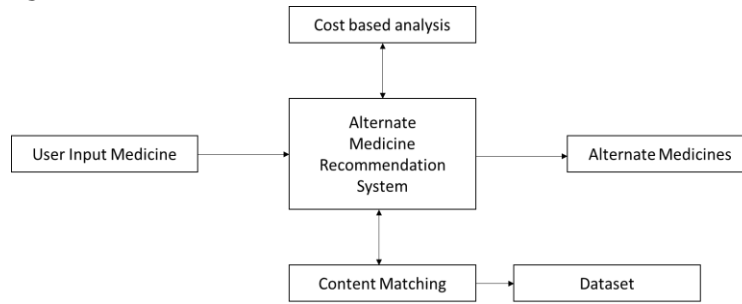 Cost based analysis
Alternate
Medicine
Recommendation
System
User Input Medicine
Alternate Medicines
Content Matching
Dataset